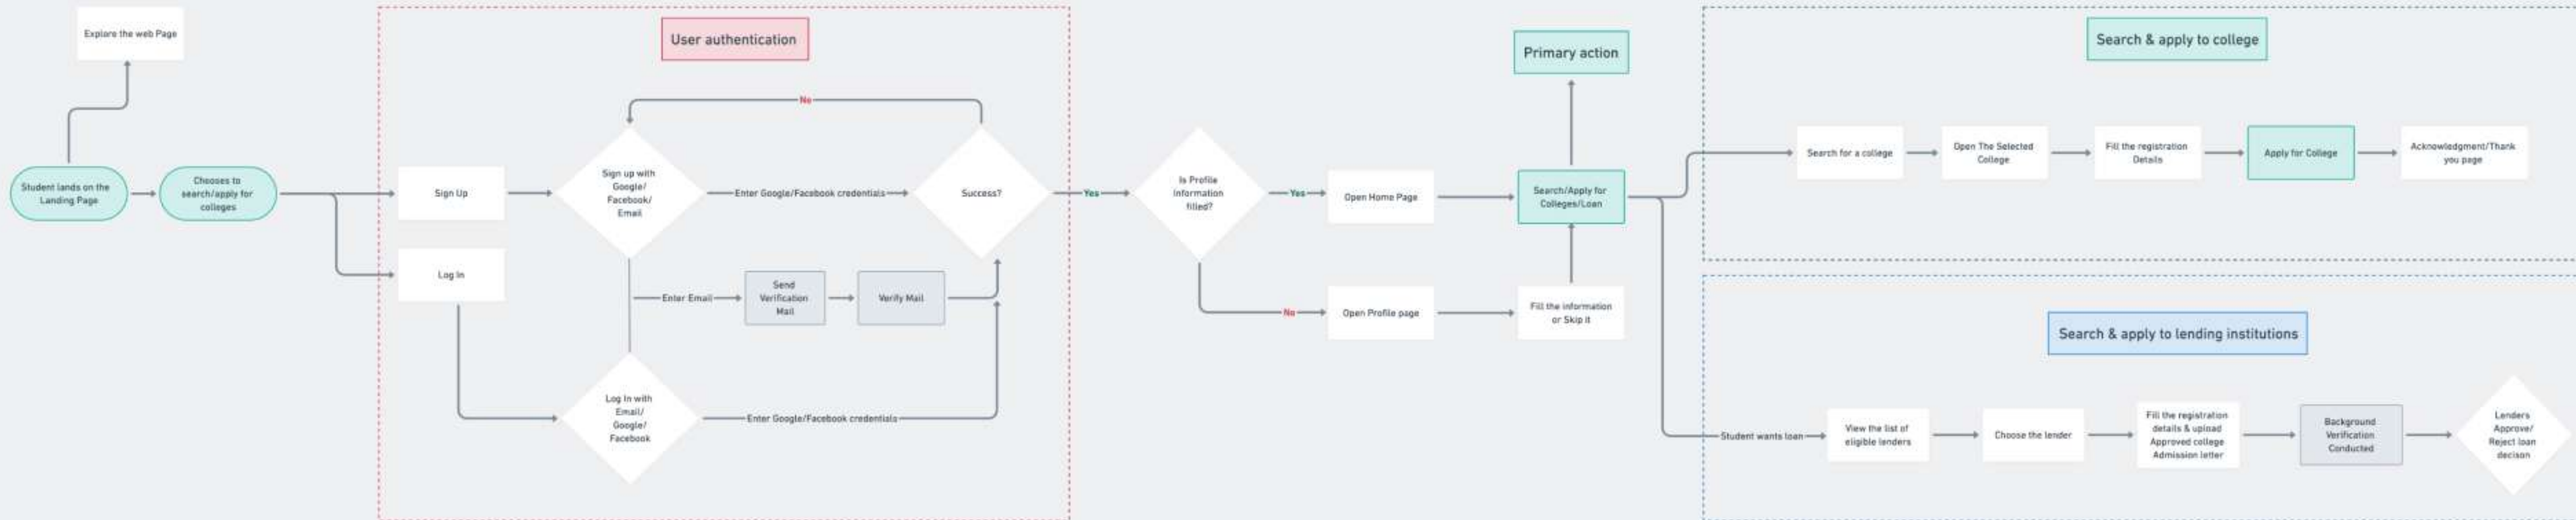 Explore the web Page
Student lands on the
Landing Page
Chooses to
search/apply for
colleges
User authentication
No
Sign Up
Sign up with
Google/
Facebook/
Email
Enter Google/Facebook credentials
Success?
Log In
Enter Email
Send
Verification
Mail
Verify Mail
Log In with
Email/
Google/
Facebook
Enter Google/Facebook credentials
Yes
Is Profile
Information
filled?
Yes
Open Home Page
No
Open Profile page
Fill the information
or Skip it
Primary action
Search/Apply for
Colleges/Loan
Search & apply to college
Search for a college
Open The Selected
College
Fill the registration
Details
Apply for College
Acknowledgment/Thank
you page
Search & apply to lending institutions
Student wants loan
View the list of
eligible lenders
Choose the lender
Fill the registration
details & upload
Approved college
Admission letter
Background
Verification
Conducted
Lenders
Approve/
Reject loan
decison